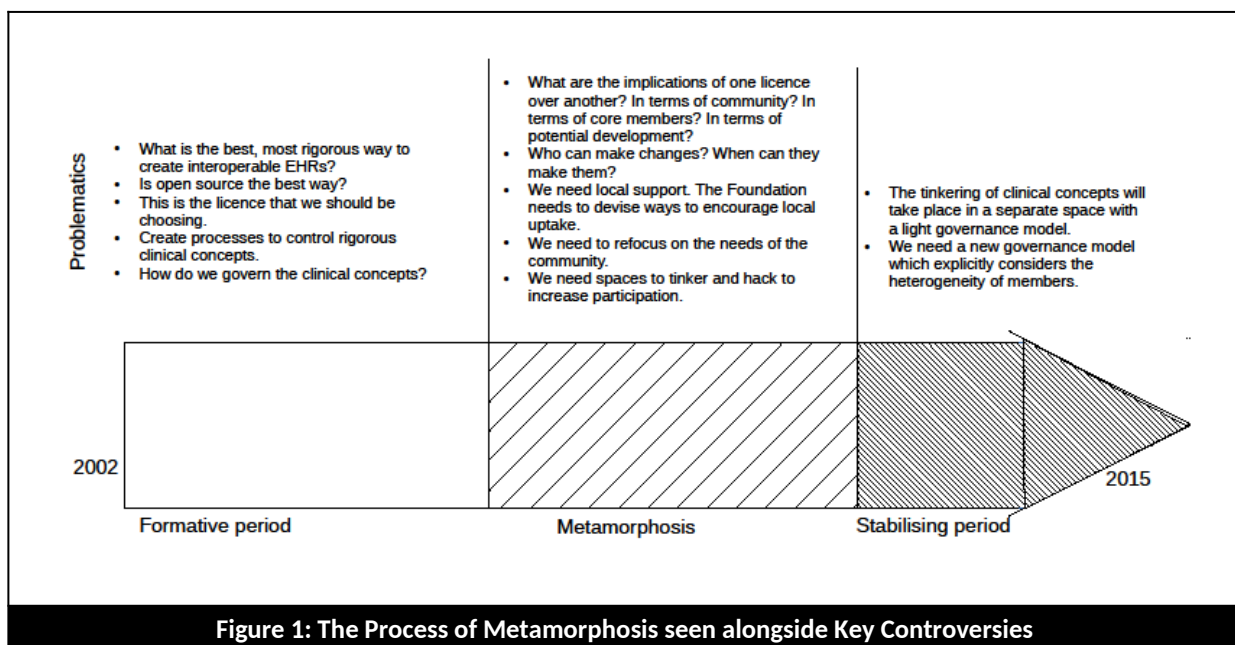 Problematics
• What is the best, most rigorous way to
create interoperable EHRs?
• Is open source the best way?
• This is the licence that we should be
choosing.
• Create processes to control rigorous
clinical concepts.
• How do we govern the clinical concepts?
• What are the implications of one licence
over another? In terms of community? In
terms of core members? In terms of
potential development?
• Who can make changes? When can they
make them?
• We need local support. The Foundation
needs to devise ways to encourage local
uptake.
• We need to refocus on the needs of the
community.
• We need spaces to tinker and hack to
increase participation.
• The tinkering of clinical concepts will
take place in a separate space with
a light governance model.
• We need a new governance model
which explicitly considers the
heterogeneity of members.
2002
2015
Formative period
Metamorphosis
Stabilising period
Figure 1: The Process of Metamorphosis seen alongside Key Controversies